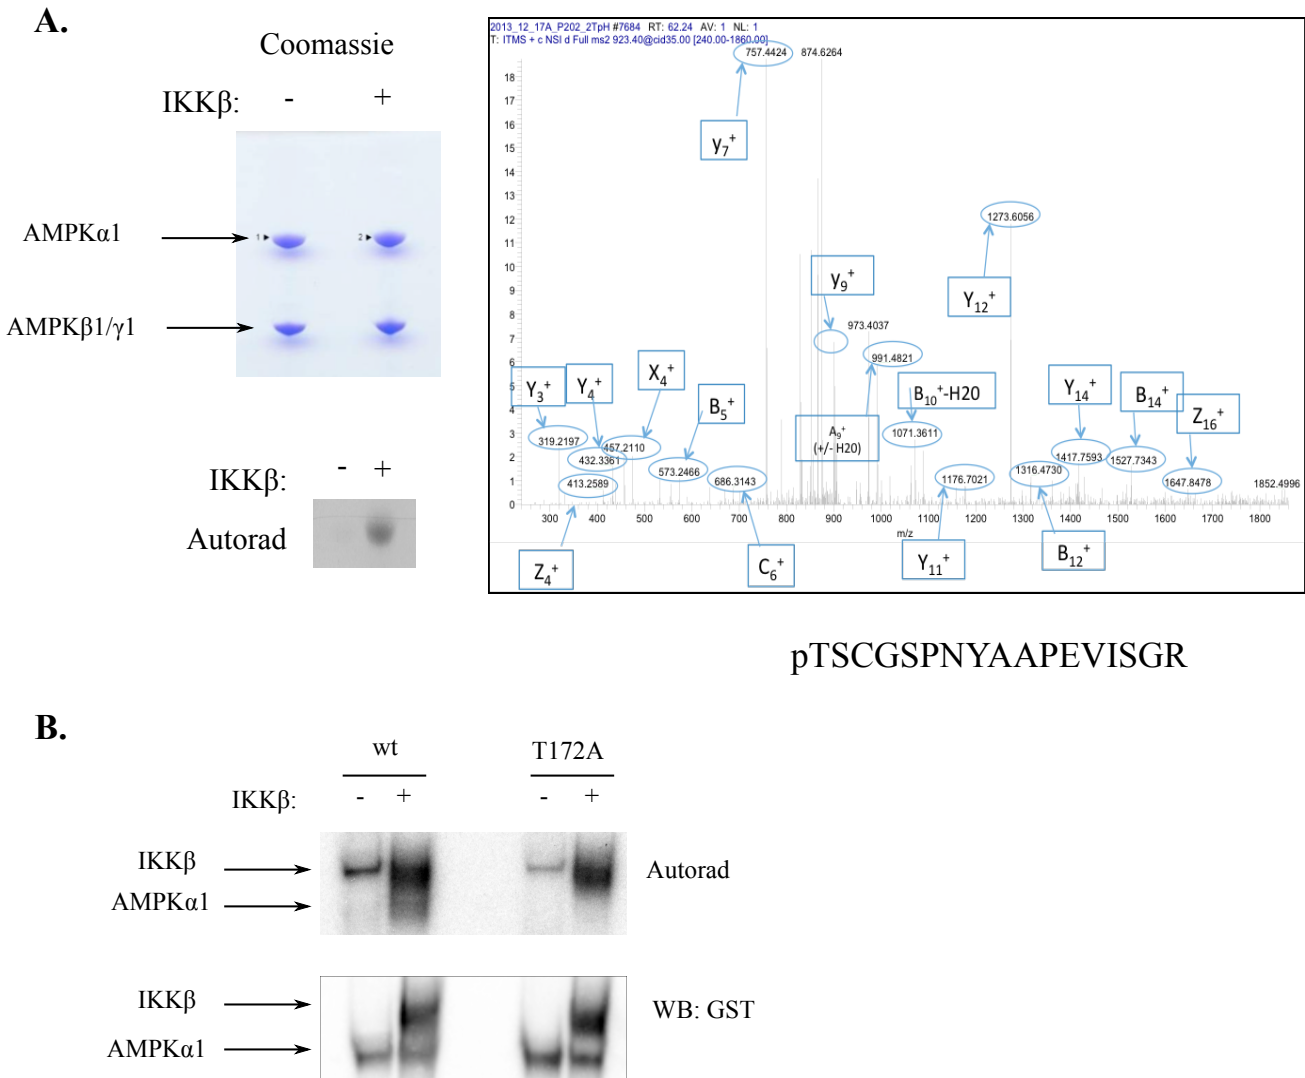 A.
Coomassie
IKKβ: - +
AMPKα1
1
2
AMPKβ1/γ1
IKKβ: - +
Autorad
2013_12_17A_P202_2TpH #7684 RT: 62.24 AV: 1 NL: 1
T: ITMS + c NSI d Full ms2 923.40@cid35.00 [240.00-1860.00]
757.4424 874.6264
y7+
1273.6056
Y12+
y9+
973.4037
991.4821
A9+
(+/- H20)
Y3+
Y4+
X4+
B5+
B10+-H20
Y14+
B14+
Z16+
319.2197
432.3361
457.2110
413.2589
573.2466
686.3143
1071.3611
1176.7021
1316.4730
1417.7593
1527.7343
1647.8478
1852.4996
18
17
16
15
14
13
12
11
10
9
8
7
6
5
4
3
2
1
0
300 400 500 600 700 800 900 1000 1100 1200 1300 1400 1500 1600 1700 1800
m/z
Z4+
C6+
Y11+
B12+
pTSCGSPNYAAPEVISGR
B.
wt T172A
IKKβ: - + - +
IKKβ
AMPKα1
Autorad
IKKβ
AMPKα1
WB: GST